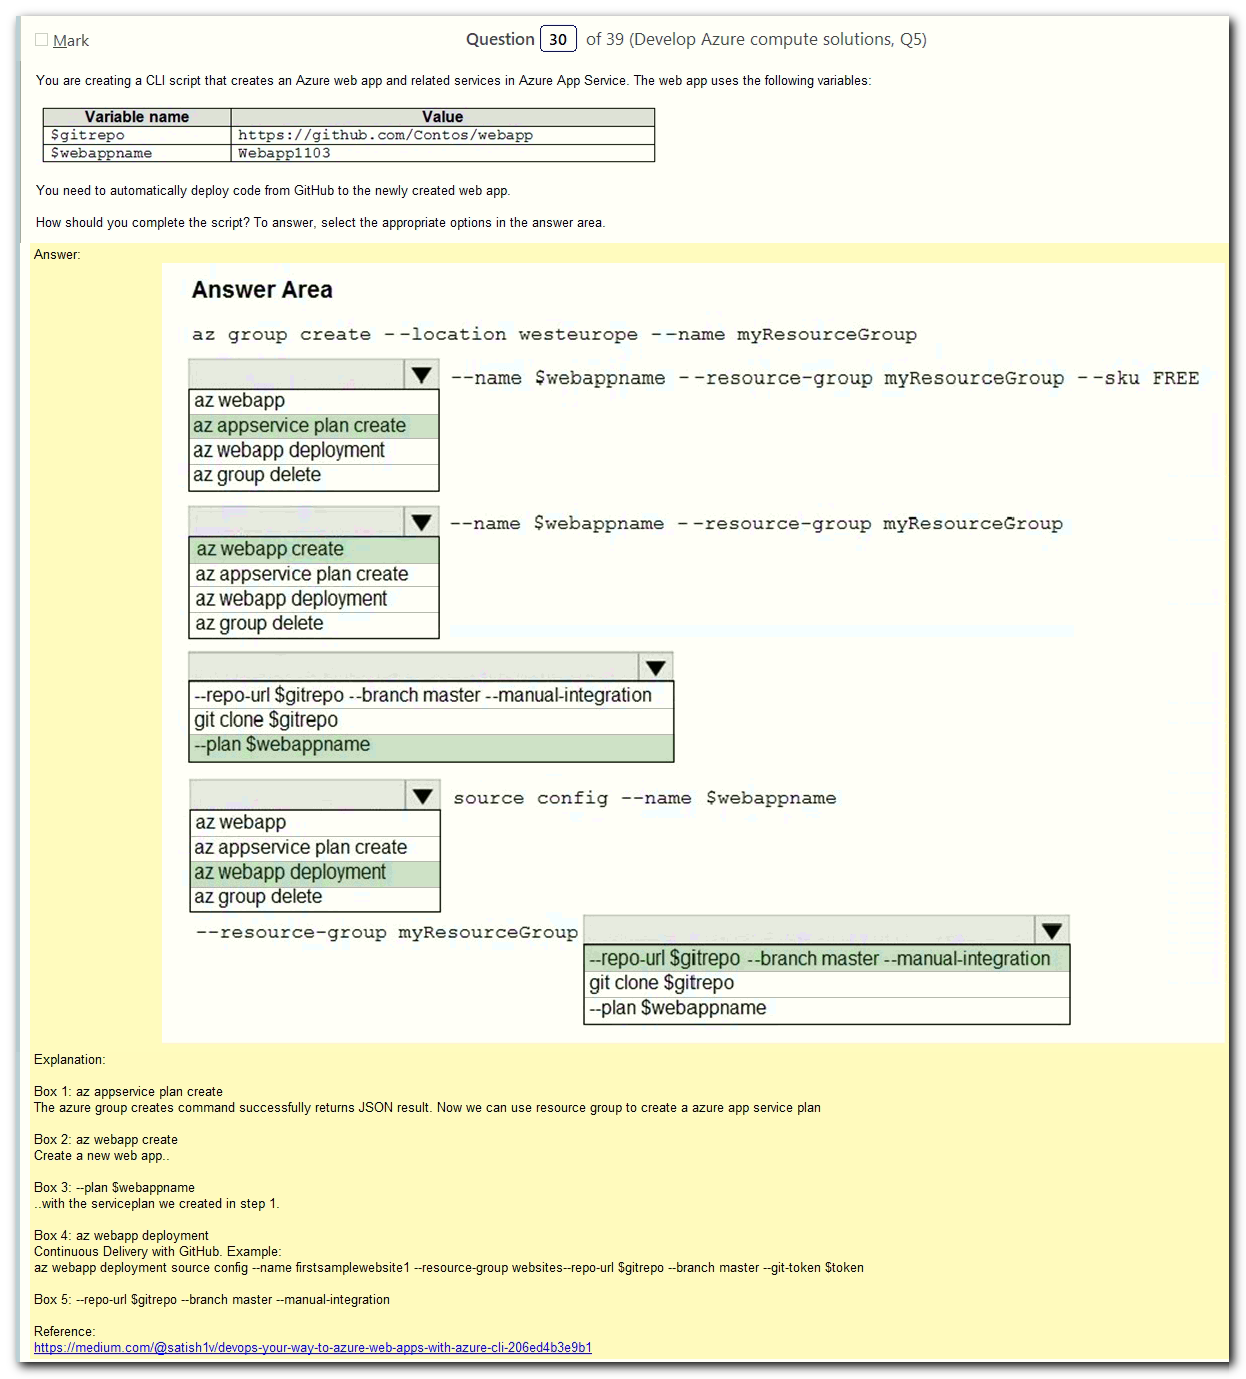 Mark
Question 30 of 39 (Develop Azure compute solutions, Q5)
You are creating a CLI script that creates an Azure web app and related services in Azure App Service. The web app uses the following variables:
Variable name Value
$gitrepo https://github.com/Contos/webapp
$webappname Webapp1103
You need to automatically deploy code from GitHub to the newly created web app.
How should you complete the script? To answer, select the appropriate options in the answer area.
Answer:
Answer Area
az group create --location westeurope --name myResourceGroup
--name $webappname --resource-group myResourceGroup --sku FREE
az webapp
az appservice plan create
az webapp deployment
az group delete
--name $webappname --resource-group myResourceGroup
az webapp create
az appservice plan create
az webapp deployment
az group delete
--repo-url $gitrepo --branch master --manual-integration
git clone $gitrepo
--plan $webappname
source config --name $webappname
az webapp
az appservice plan create
az webapp deployment
az group delete
--resource-group myResourceGroup
--repo-url $gitrepo --branch master --manual-integration
git clone $gitrepo
--plan $webappname
Explanation:
Box 1: az appservice plan create
The azure group creates command successfully returns JSON result. Now we can use resource group to create a azure app service plan
Box 2: az webapp create
Create a new web app..
Box 3: --plan $webappname
..with the serviceplan we created in step 1.
Box 4: az webapp deployment
Continuous Delivery with GitHub. Example:
az webapp deployment source config --name firstsamplewebsite1 --resource-group websites--repo-url $gitrepo --branch master --git-token $token
Box 5: --repo-url $gitrepo --branch master --manual-integration
Reference:
https://medium.com/@satish1v/devops-your-way-to-azure-web-apps-with-azure-cli-206ed4b3e9b1